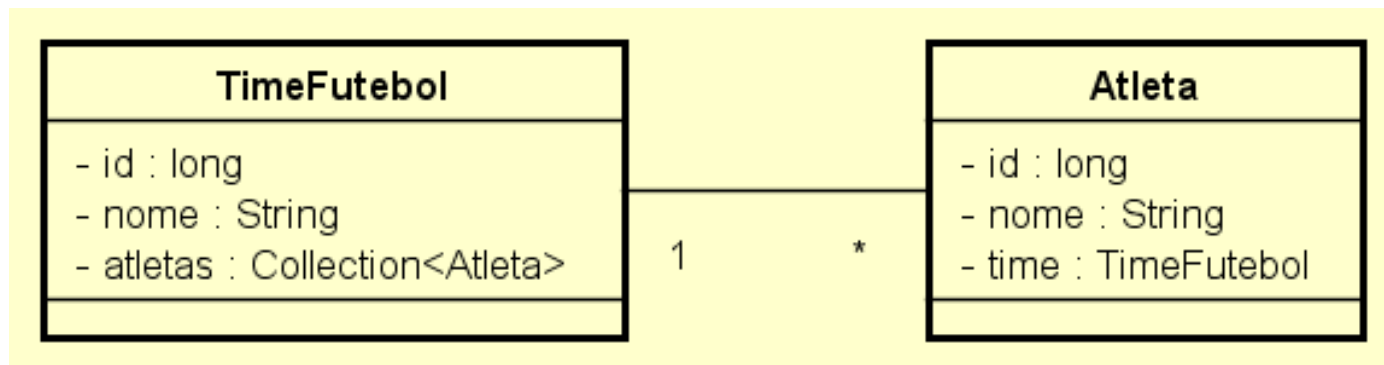 TimeFutebol
- id : long
- nome : String
- atletas : Collection<Atleta>
1
*
Atleta
- id : long
- nome : String
- time : TimeFutebol